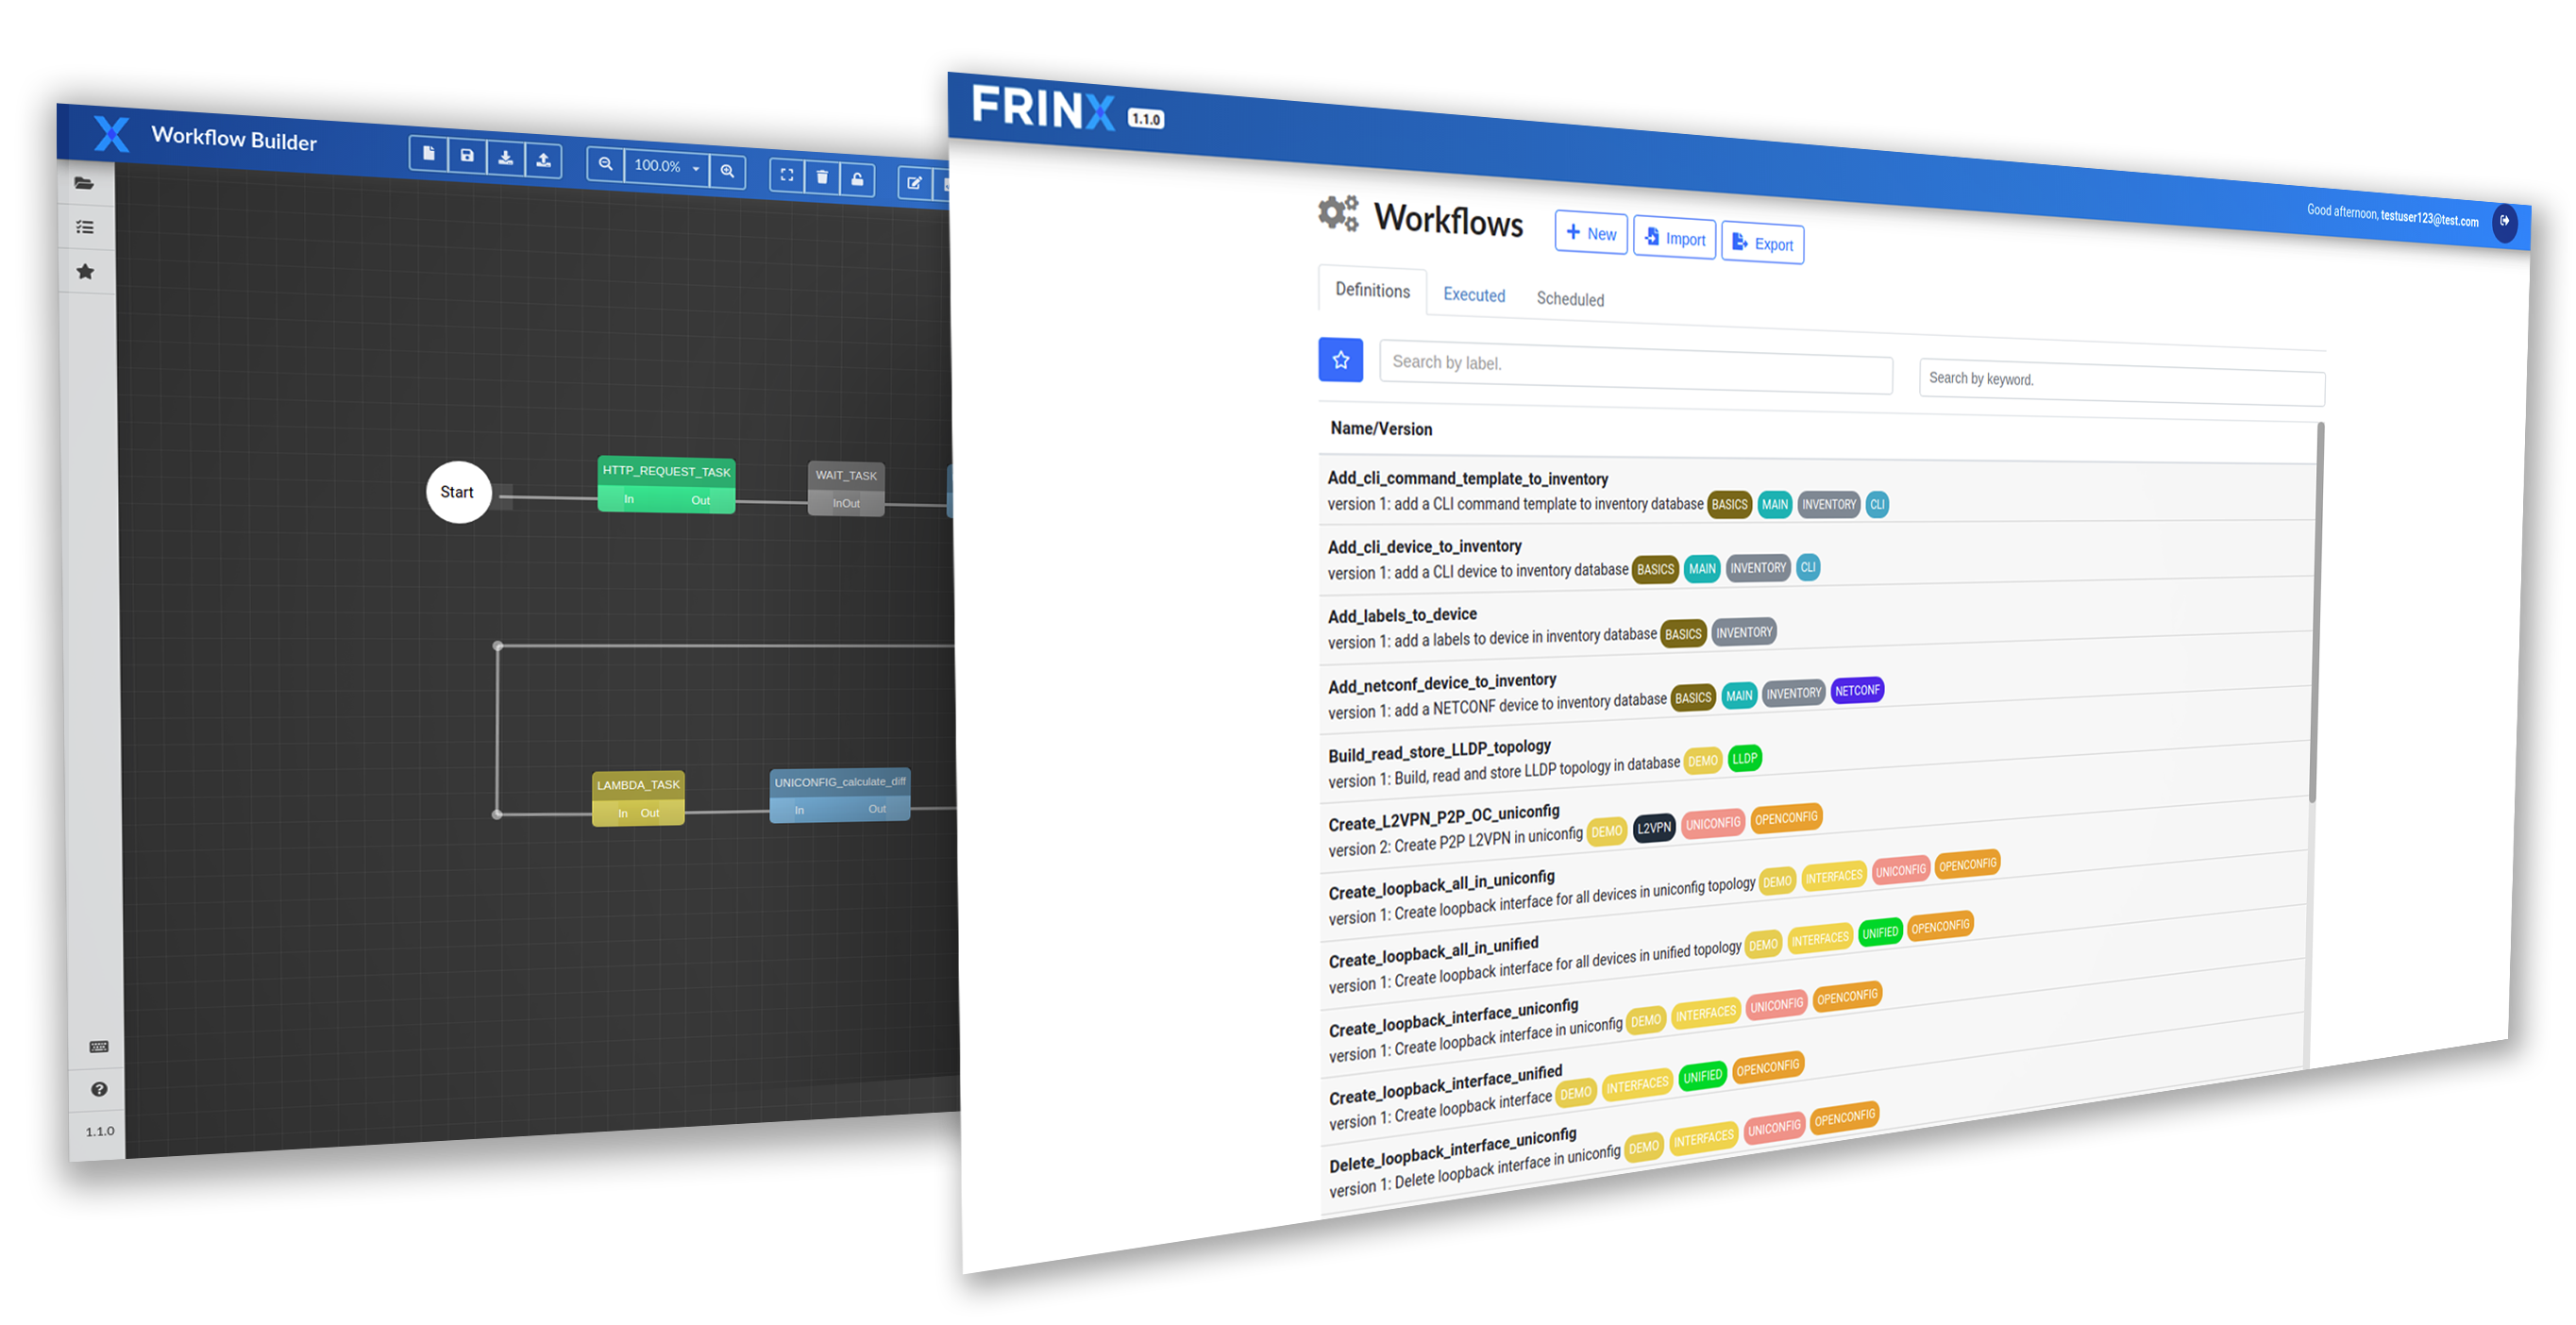 Workflow Builder
100.0%
Start
HTTP_REQUEST_TASK
In Out
WAIT_TASK
InOut
LAMBDA_TASK
In Out
UNICONFIG_calculate_diff
In Out
1.1.0
FRINX 1.1.0
Good afternoon, testuser123@test.com
Workflows New Import Export
Definitions Executed Scheduled
Search by label. Search by keyword.
Name/Version
Add_cli_command_template_to_inventory
version 1: add a CLI command template to inventory database BASICS MAIN INVENTORY CLI
Add_cli_device_to_inventory
version 1: add a CLI device to inventory database BASICS MAIN INVENTORY CLI
Add_labels_to_device
version 1: add a labels to device in inventory database BASICS INVENTORY
Add_netconf_device_to_inventory
version 1: add a NETCONF device to inventory database BASICS MAIN INVENTORY NETCONF
Build_read_store_LLDP_topology
version 1: Build, read and store LLDP topology in database DEMO LLDP
Create_L2VPN_P2P_OC_uniconfig
version 2: Create P2P L2VPN in uniconfig DEMO L2VPN UNICONFIG OPENCONFIG
Create_loopback_all_in_uniconfig
version 1: Create loopback interface for all devices in uniconfig topology DEMO INTERFACES UNICONFIG OPENCONFIG
Create_loopback_all_in_unified
version 1: Create loopback interface for all devices in unified topology DEMO INTERFACES UNIFIED OPENCONFIG
Create_loopback_interface_uniconfig
version 1: Create loopback interface in uniconfig DEMO INTERFACES UNICONFIG OPENCONFIG
Create_loopback_interface_unified
version 1: Create loopback interface DEMO INTERFACES UNIFIED OPENCONFIG
Delete_loopback_interface_uniconfig
version 1: Delete loopback interface in uniconfig DEMO INTERFACES UNICONFIG OPENCONFIG